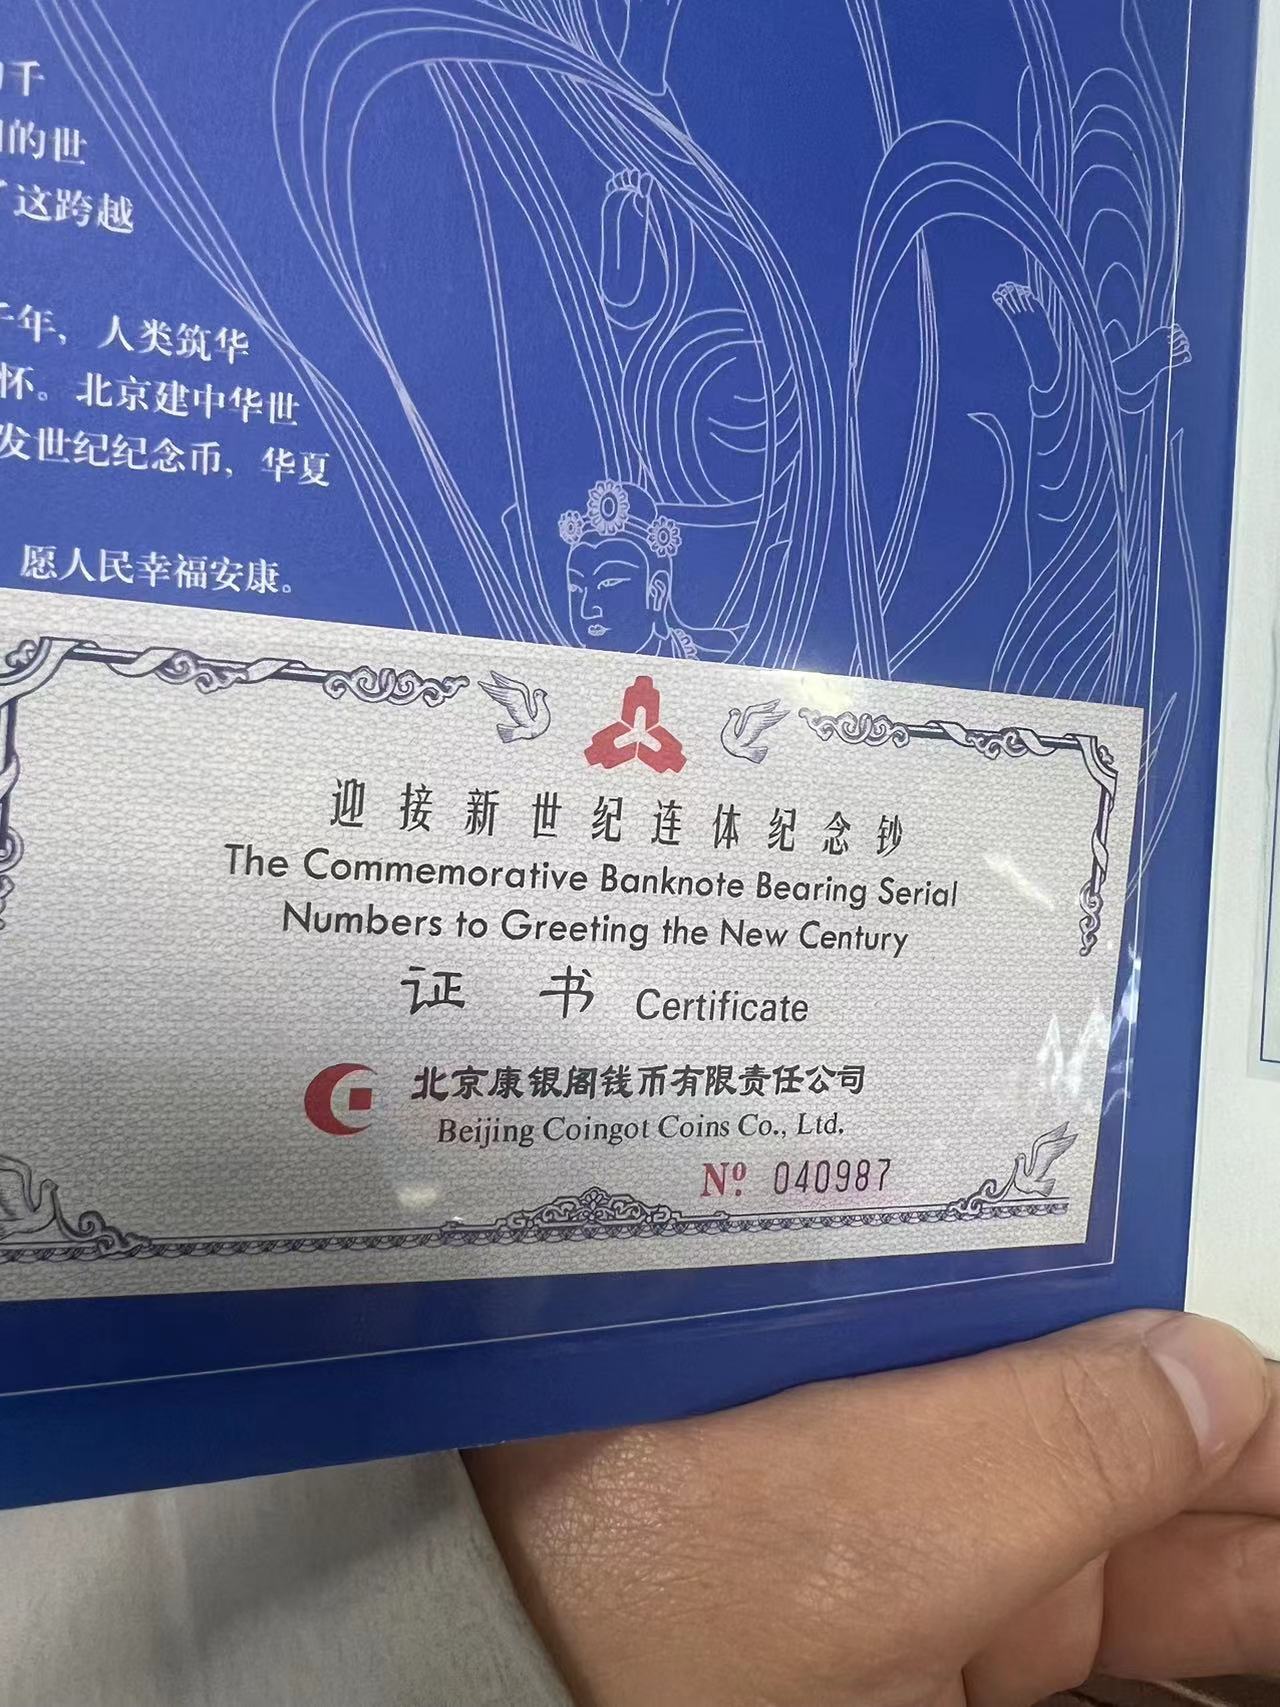 千
的世
了这跨越
千年，人类筑华
怀。北京建中华世
发世纪纪念币，华夏
愿人民幸福安康。
迎接新世纪连体纪念钞
The Commemorative Banknote Bearing Serial
Numbers to Greeting the New Century
证书 Certificate
北京康银阁钱币有限责任公司
Beijing Coingot Coins Co., Ltd.
Nº. 040987